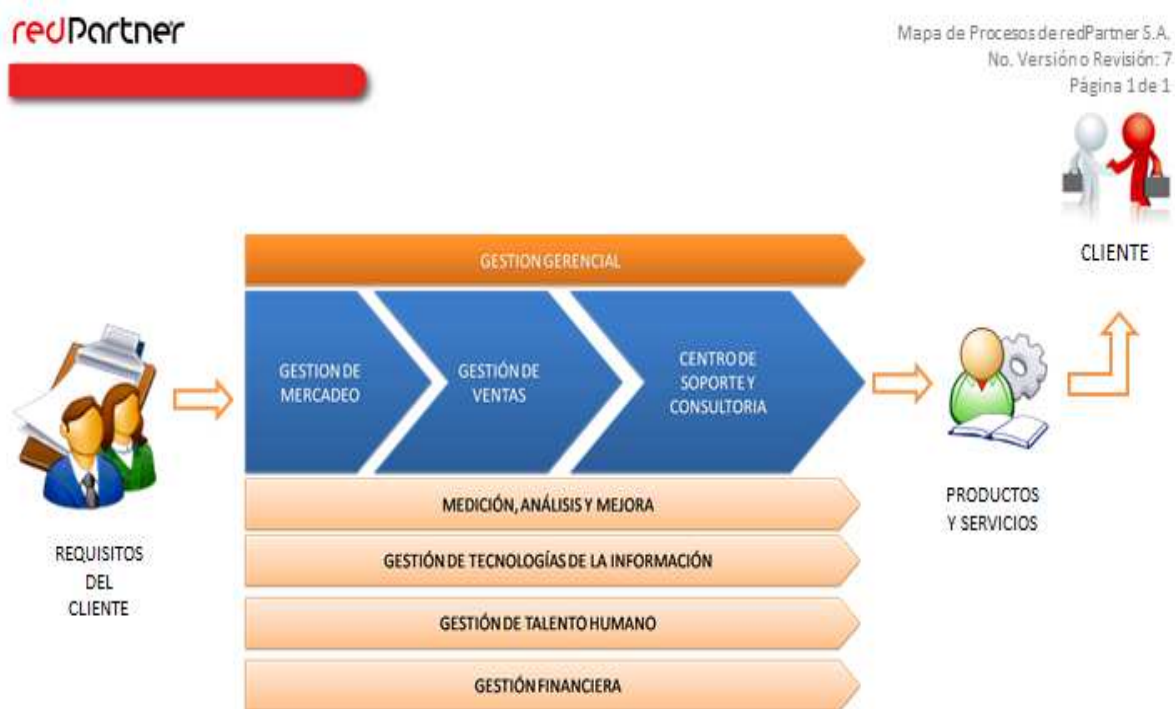 redPartner
Mapa de Procesos de redPartner S.A.
No. Versión o Revisión: 7
Página 1 de 1
CLIENTE
GESTION GERENCIAL
GESTION DE
MERCADEO
GESTIÓN DE
VENTAS
CENTRO DE
SOPORTE Y
CONSULTORIA
MEDICIÓN, ANÁLISIS Y MEJORA
GESTIÓN DE TECNOLOGÍAS DE LA INFORMACIÓN
GESTIÓN DE TALENTO HUMANO
GESTIÓN FINANCIERA
REQUISITOS
DEL
CLIENTE
PRODUCTOS
Y SERVICIOS